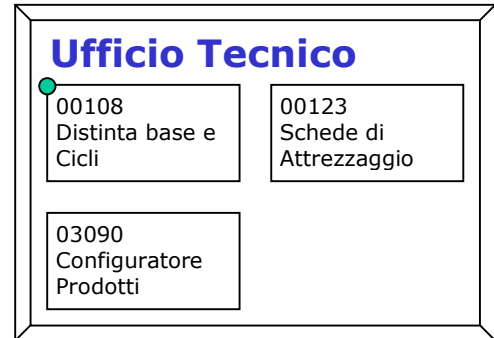 Ufficio Tecnico
00108
Distinta base e
Cicli
00123
Schede di
Attrezzaggio
03090
Configuratore
Prodotti